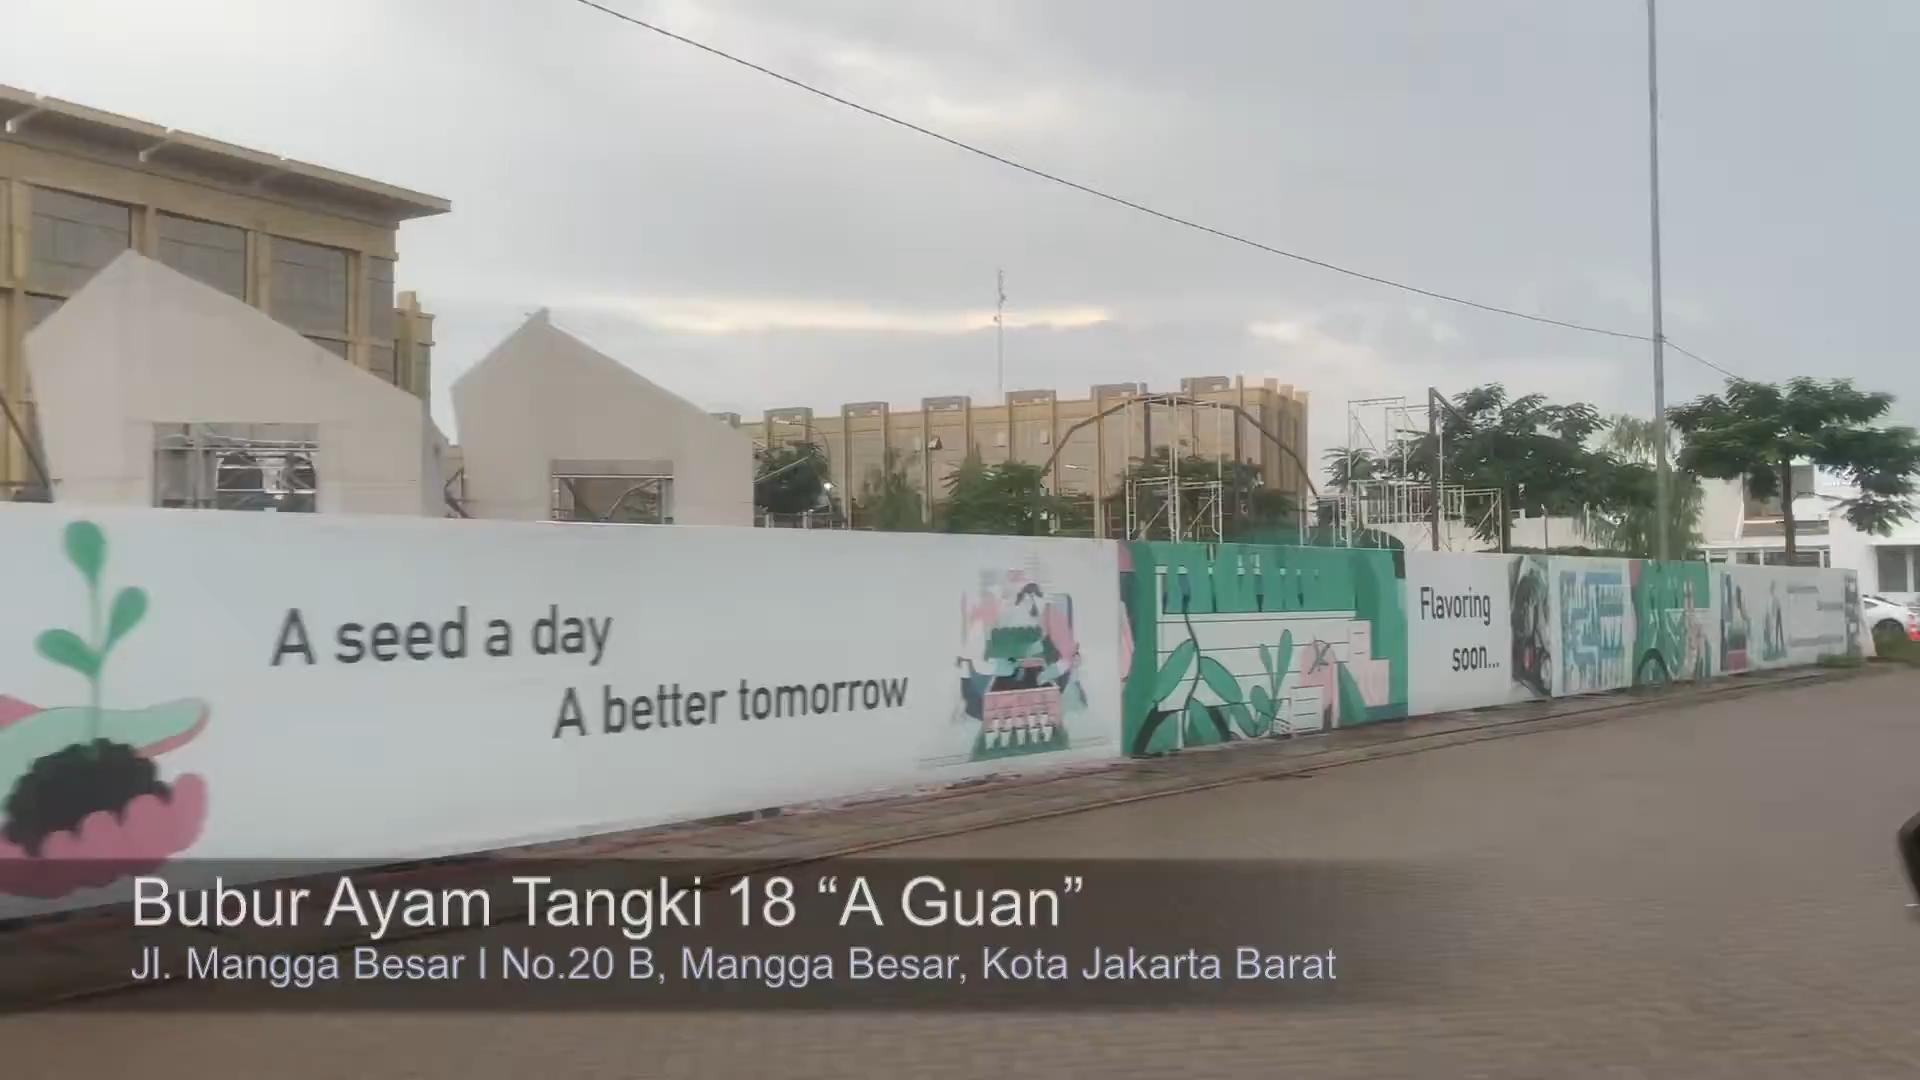 A seed a day
A better tomorrow
Flavoring
soon...
Bubur Ayam Tangki 18 “A Guan”
Jl. Mangga Besar I No.20 B, Mangga Besar, Kota Jakarta Barat